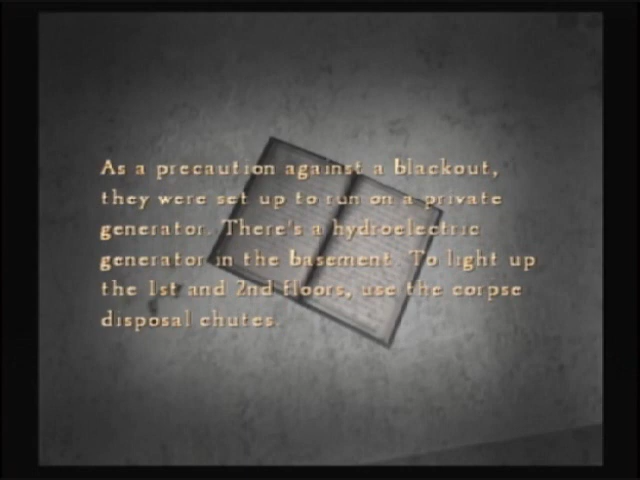 As a precaution against a blackout,
they were set up to run on a private
generator. There's a hydroelectric
generator in the basement. To light up
the 1st and 2nd floors, use the corpse
disposal chutes.